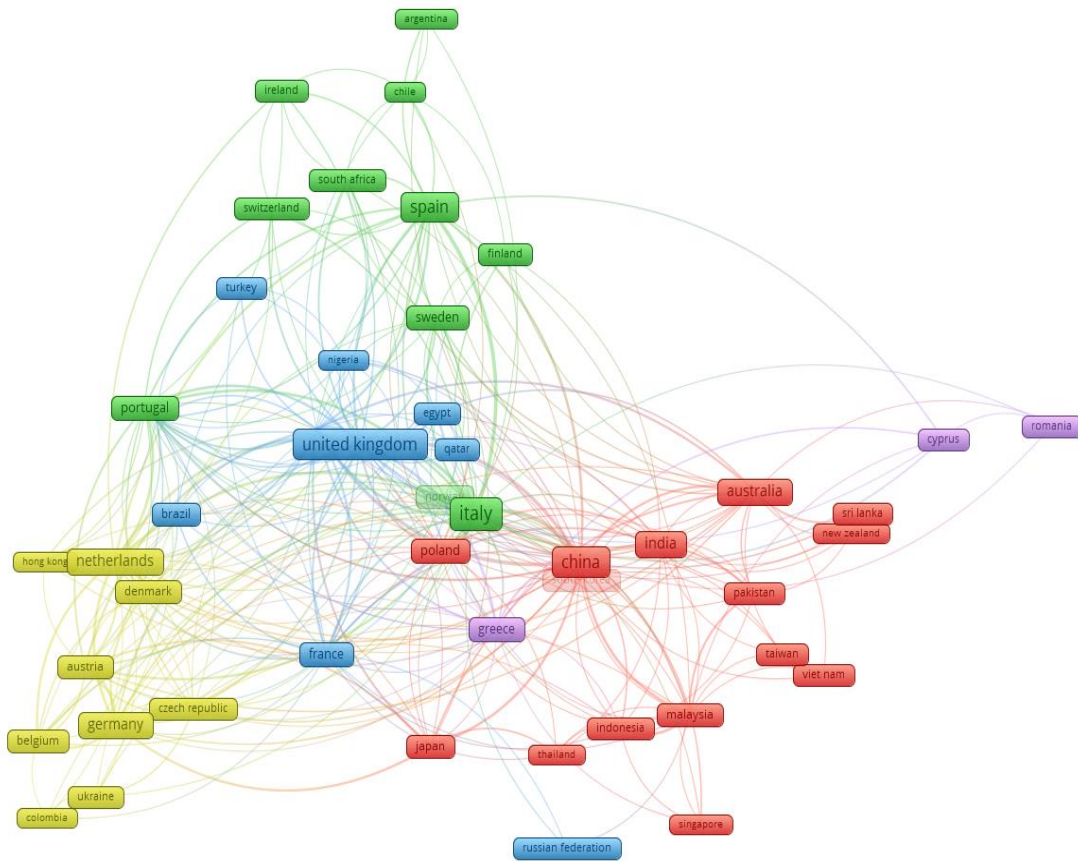 argentina
ireland
chile
south africa
switzerland
spain
finland
turkey
sweden
nigeria
portugal
egypt
united kingdom
qatar
cyprus
romania
australia
italy
brazil
sri lanka
new zealand
india
poland
china
hong kong
netherlands
denmark
pakistan
greece
france
taiwan
austria
viet nam
czech republic
germany
malaysia
indonesia
belgium
japan
thailand
ukraine
colombia
singapore
russian federation